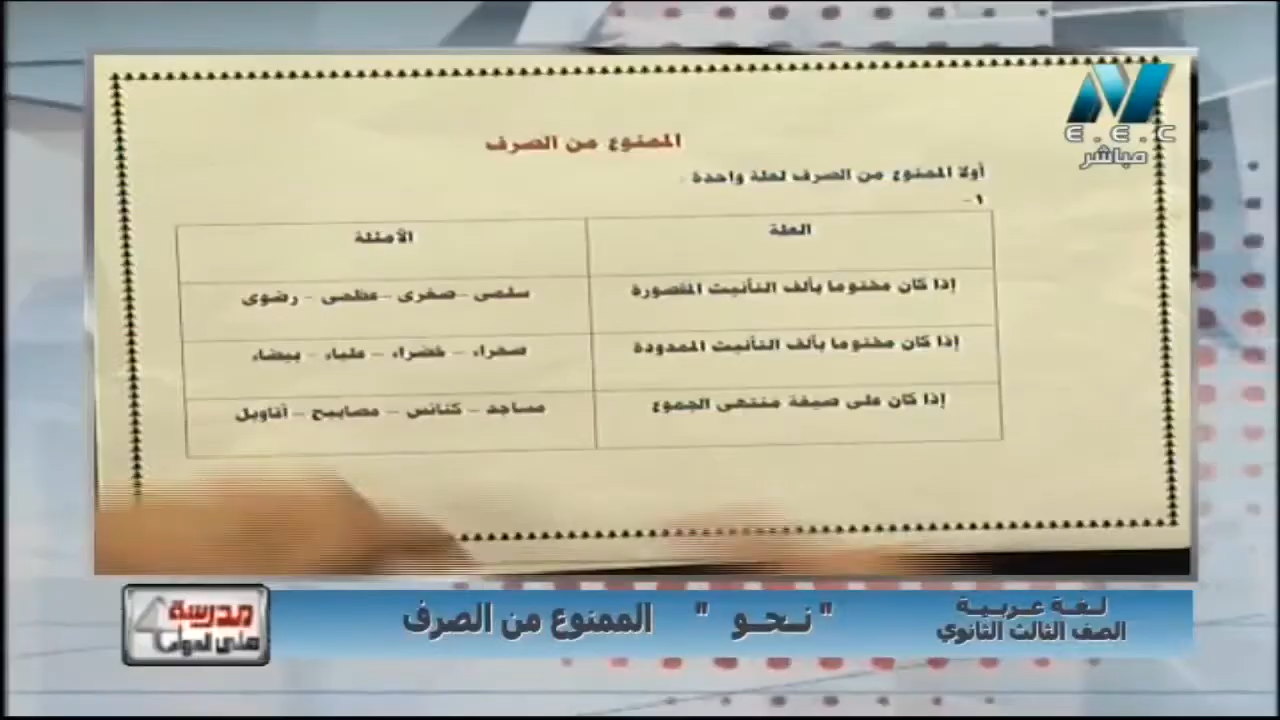 E.E.C
مباشر
الممنوع من الصرف
أولا الممنوع من الصرف لعلة واحدة :
١-
العلة الأمثلة
إذا كان مختوما بألف التأنيث المقصورة سلمى - صغرى - عظمى - رضوى
إذا كان مختوما بألف التأنيث الممدودة صحراء - خضراء - علياء - بيضاء
إذا كان على صيغة منتهى الجموع مساجد - كنائس - مصابيح - أقاويل
لغة عربية
الصف الثالث الثانوي
"نحو" الممنوع من الصرف
مدرسة
على الهواء